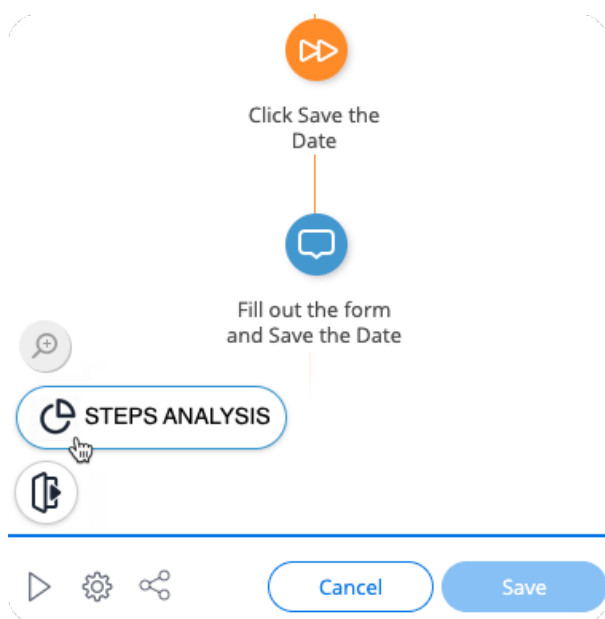 Click Save the
Date
Fill out the form
and Save the Date
STEPS ANALYSIS
Cancel
Save